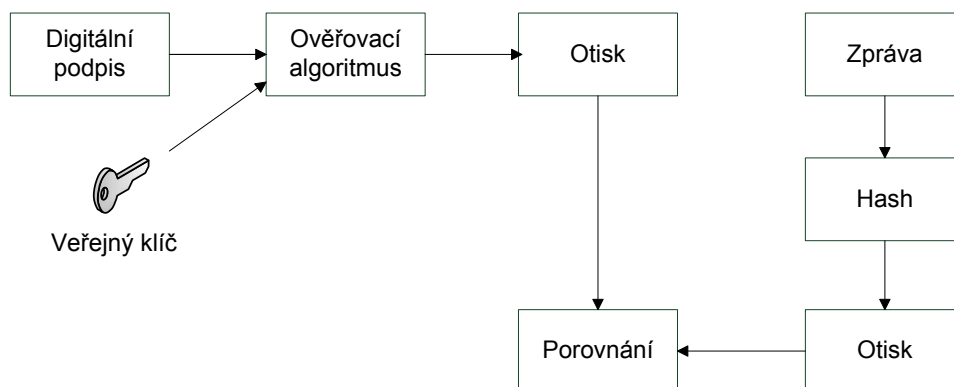 Digitální
podpis
Ověřovací
algoritmus
Otisk
Zpráva
Veřejný klíč
Hash
Porovnání
Otisk